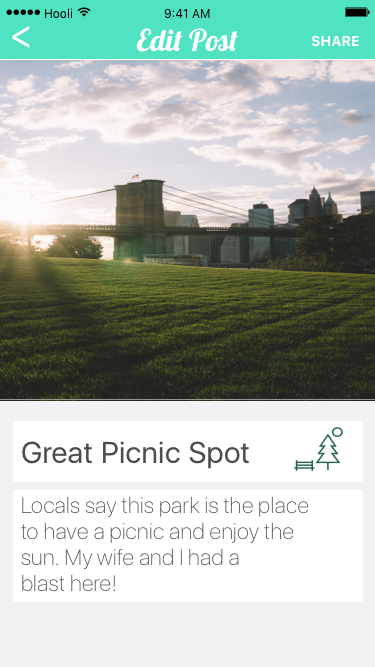 Hooli
9:41 AM
<
Edit Post
SHARE
Great Picnic Spot
Locals say this park is the place
to have a picnic and enjoy the
sun. My wife and I had a
blast here!